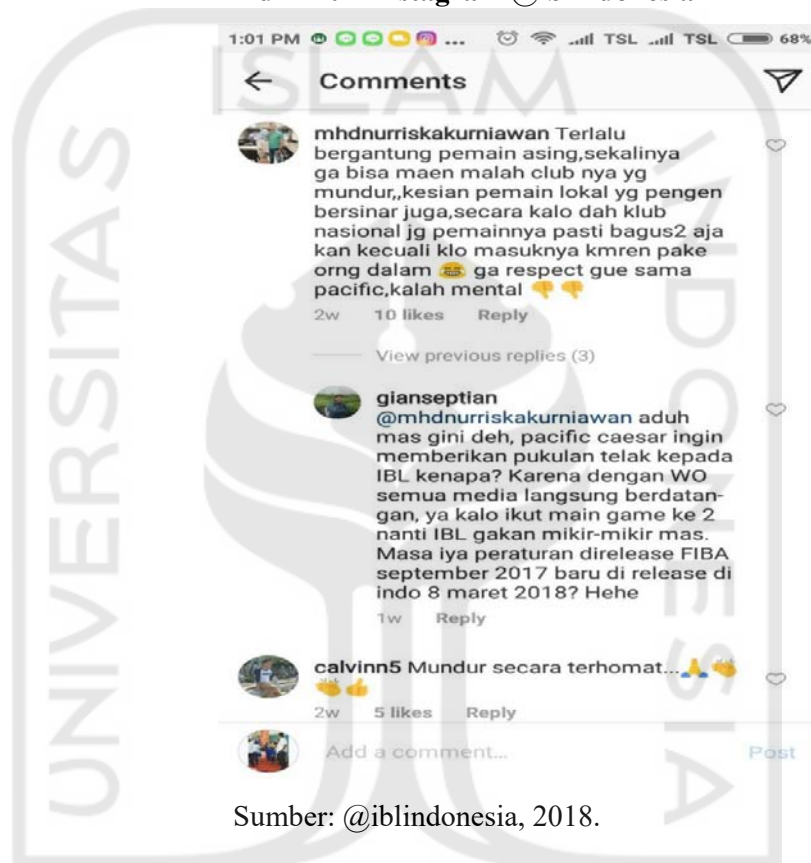 1:01 PM ... TSL TSL 68%
Comments
mhdnurriskakurniawan Terlalu
bergantung pemain asing,sekalinya
ga bisa maen malah club nya yg
mundur,,kesian pemain lokal yg pengen
bersinar juga,secara kalo dah klub
nasional jg pemainnya pasti bagus2 aja
kan kecuali klo masuknya kmren pake
orng dalam 😂 ga respect gue sama
pacific,kalah mental 👎👎
2w 10 likes Reply
View previous replies (3)
gianseptian
@mhdnurriskakurniawan aduh
mas gini deh, pacific caesar ingin
memberikan pukulan telak kepada
IBL kenapa? Karena dengan WO
semua media langsung berdatan-
gan, ya kalo ikut main game ke 2
nanti IBL gakan mikir-mikir mas.
Masa iya peraturan direlease FIBA
september 2017 baru di release di
indo 8 maret 2018? Hehe
1w Reply
calvinn5 Mundur secara terhomat...🙏👏
👏👍
2w 5 likes Reply
Add a comment... Post
Sumber: @iblindonesia, 2018.
UNIVERSITAS
ISLAM
INDONESIA